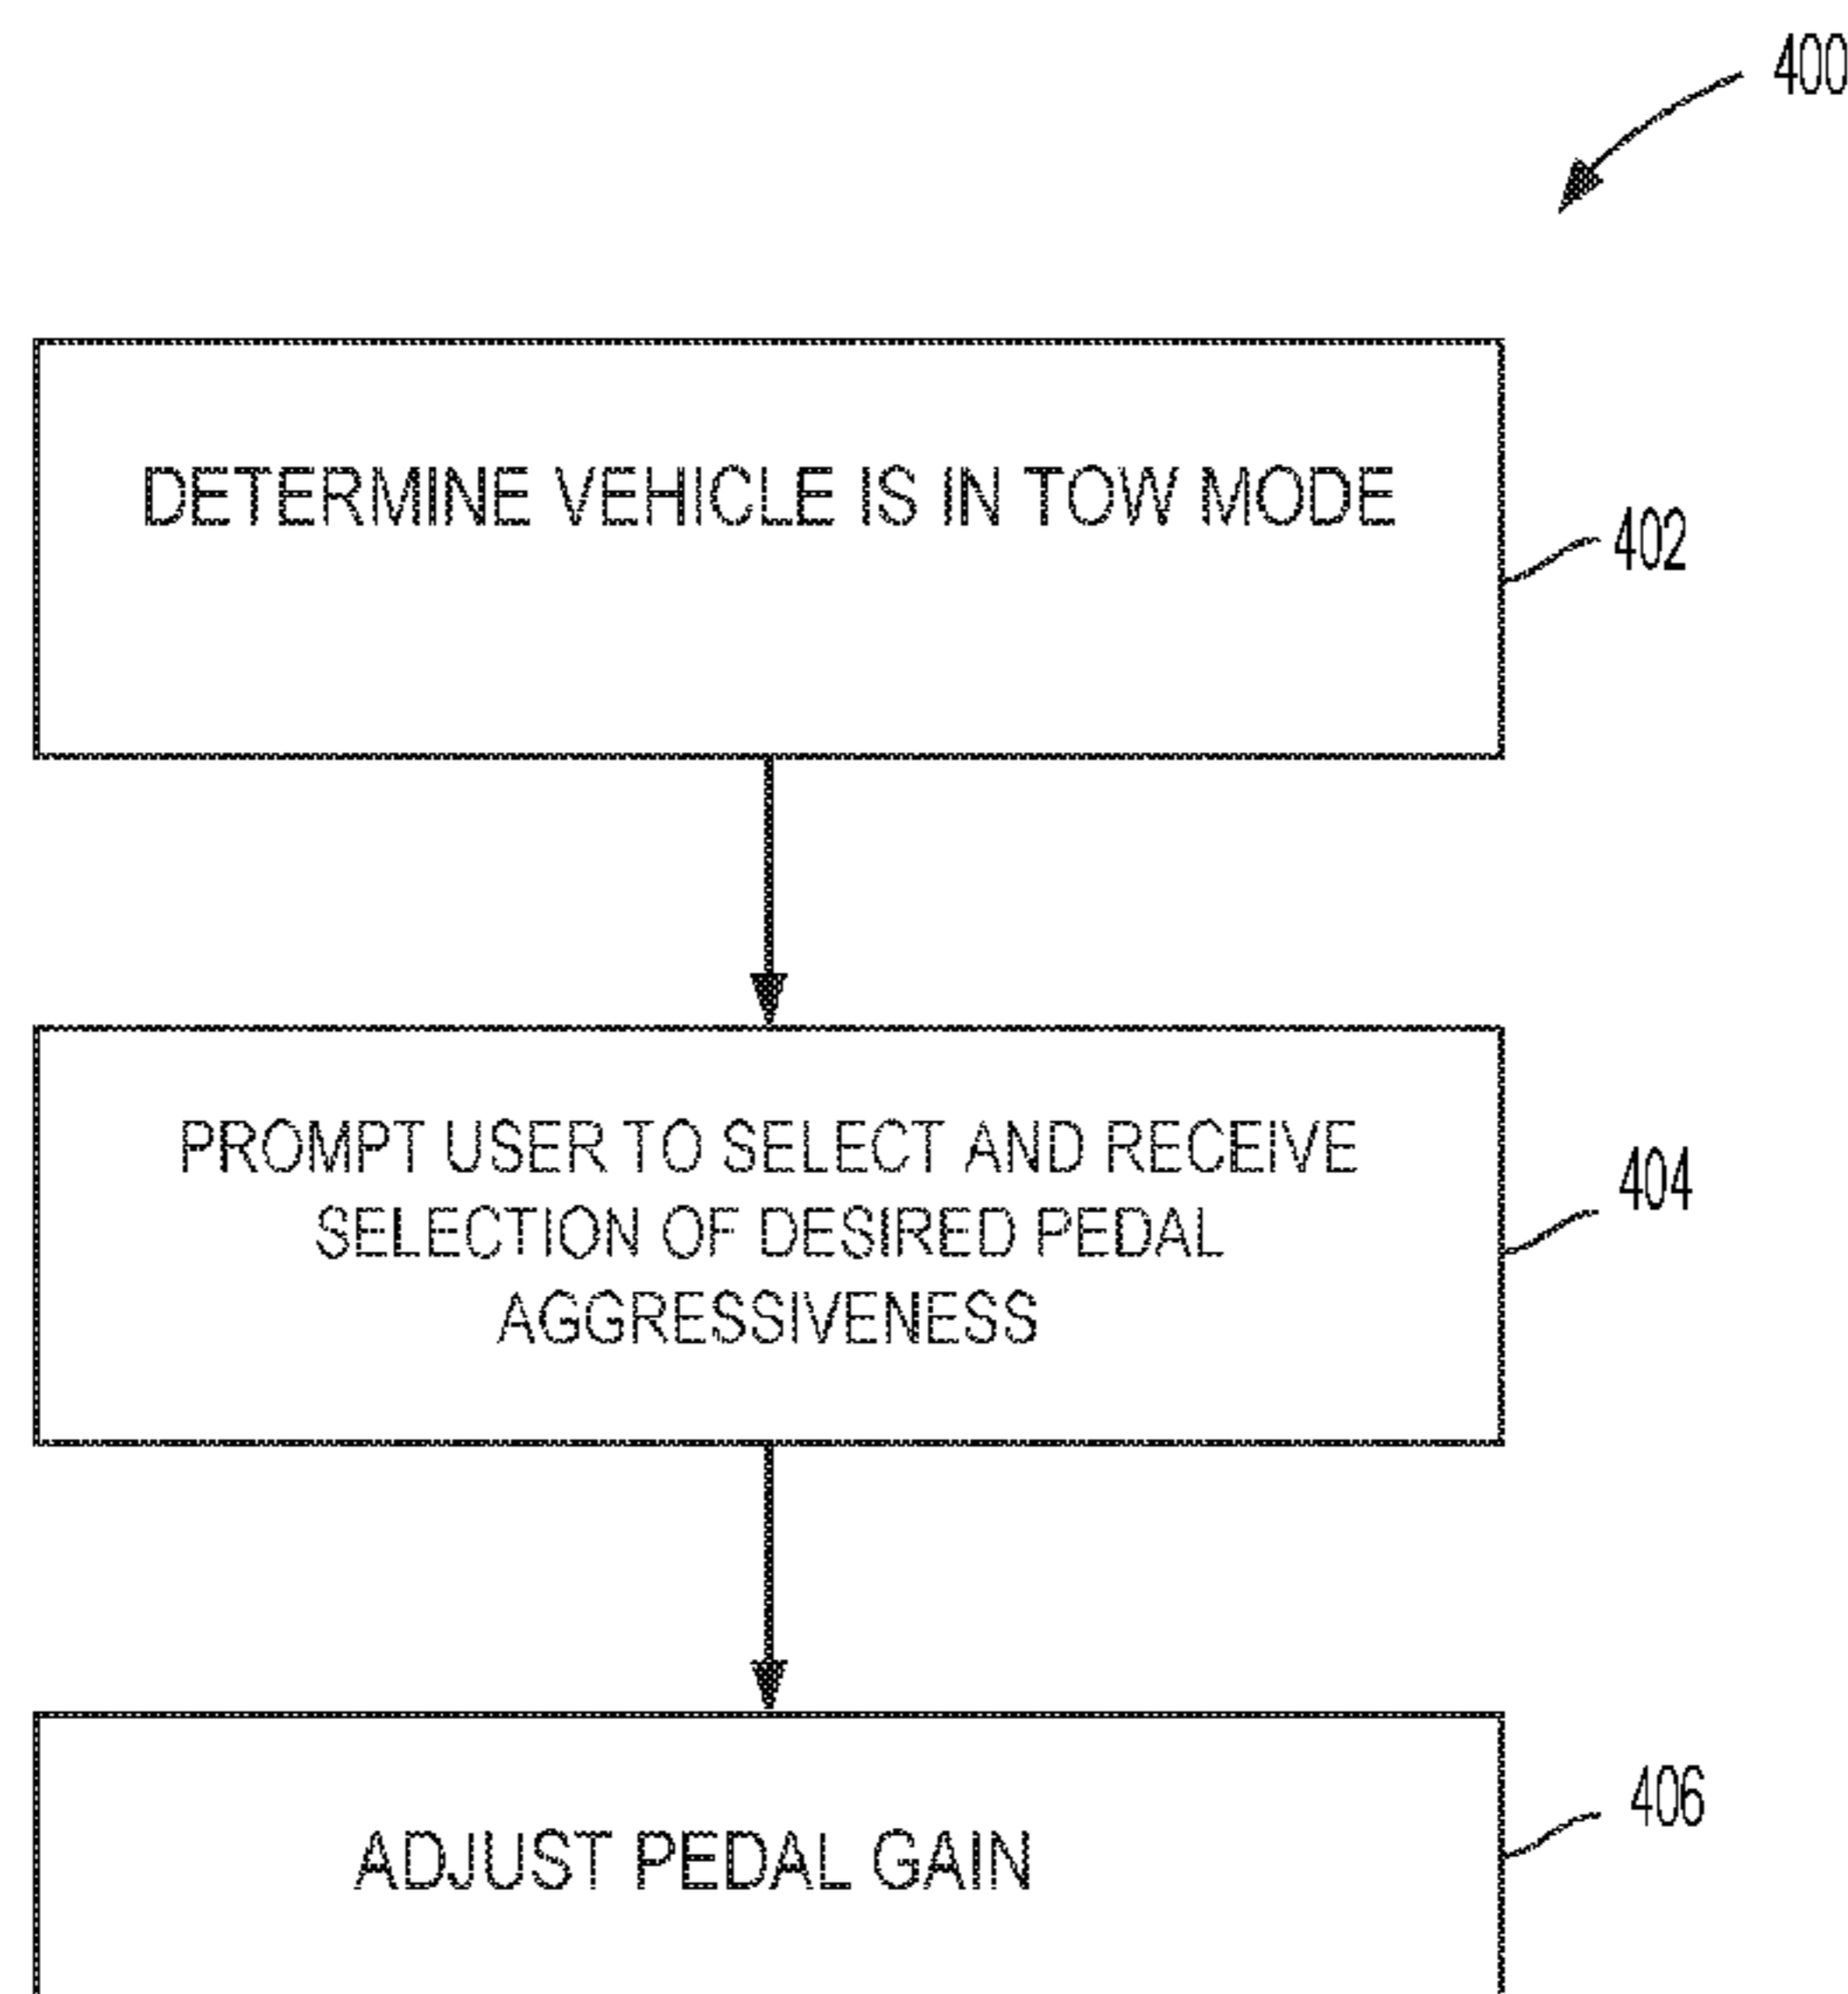 400
DETERMINE VEHICLE IS IN TOW MODE
402
PROMPT USER TO SELECT AND RECEIVE
SELECTION OF DESIRED PEDAL
AGGRESSIVENESS
404
ADJUST PEDAL GAIN
406